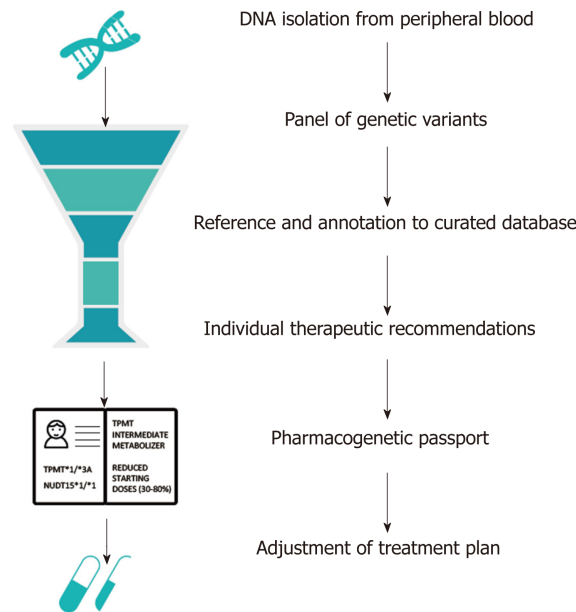 DNA isolation from peripheral blood
Panel of genetic variants
Reference and annotation to curated database
Individual therapeutic recommendations
TPMT*1/*3A
NUDT15*1/*1
TPMT
INTERMEDIATE
METABOLIZER
REDUCED
STARTING
DOSES (30-80%)
Pharmacogenetic passport
Adjustment of treatment plan